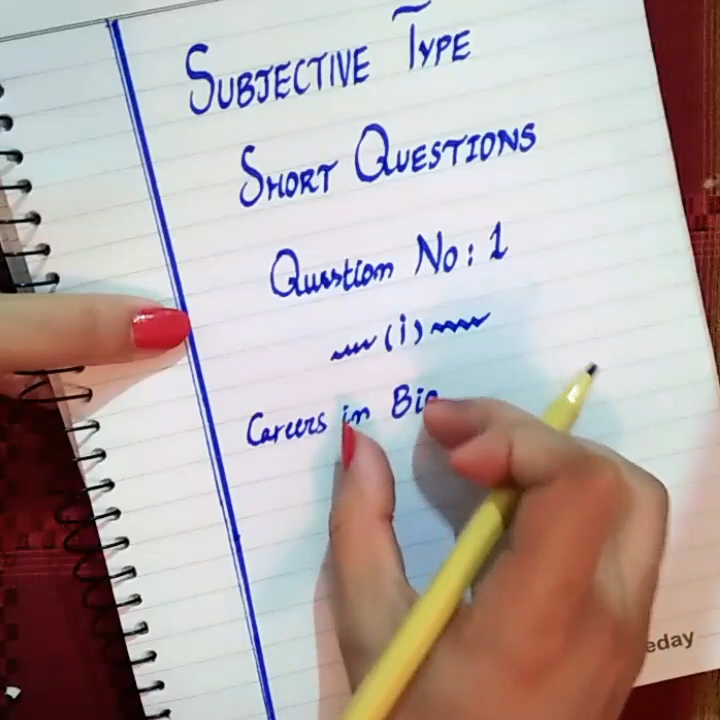 SUBJECTIVE TYPE
SHORT QUESTIONS
Question No: 1
(i)
Careers in Bio
eday